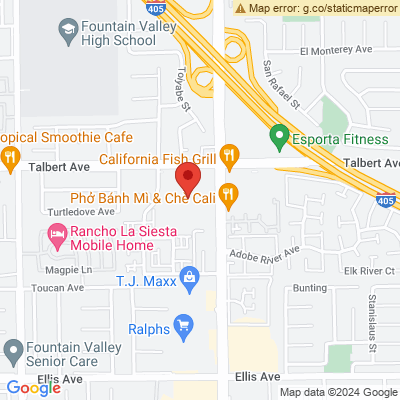 Map error: g.co/staticmaperror
405
Fountain Valley
High School
El Monterey Ave
Toyabe St
San Rafael St
opical Smoothie Cafe
Esporta Fitness
California Fish Grill
Talbert Ave
Talbert Ave
Phở Bánh Mì & Chè Cali
405
Turtledove Ave
Rancho La Siesta
Mobile Home
Adobe River Ave
Magpie Ln
Elk River Ct
T.J. Maxx
Toucan Ave
Bunting
Stanislaus St
Ralphs
Fountain Valley
Senior Care
Ellis Ave
Ellis Ave
Google
Map data ©2024 Google